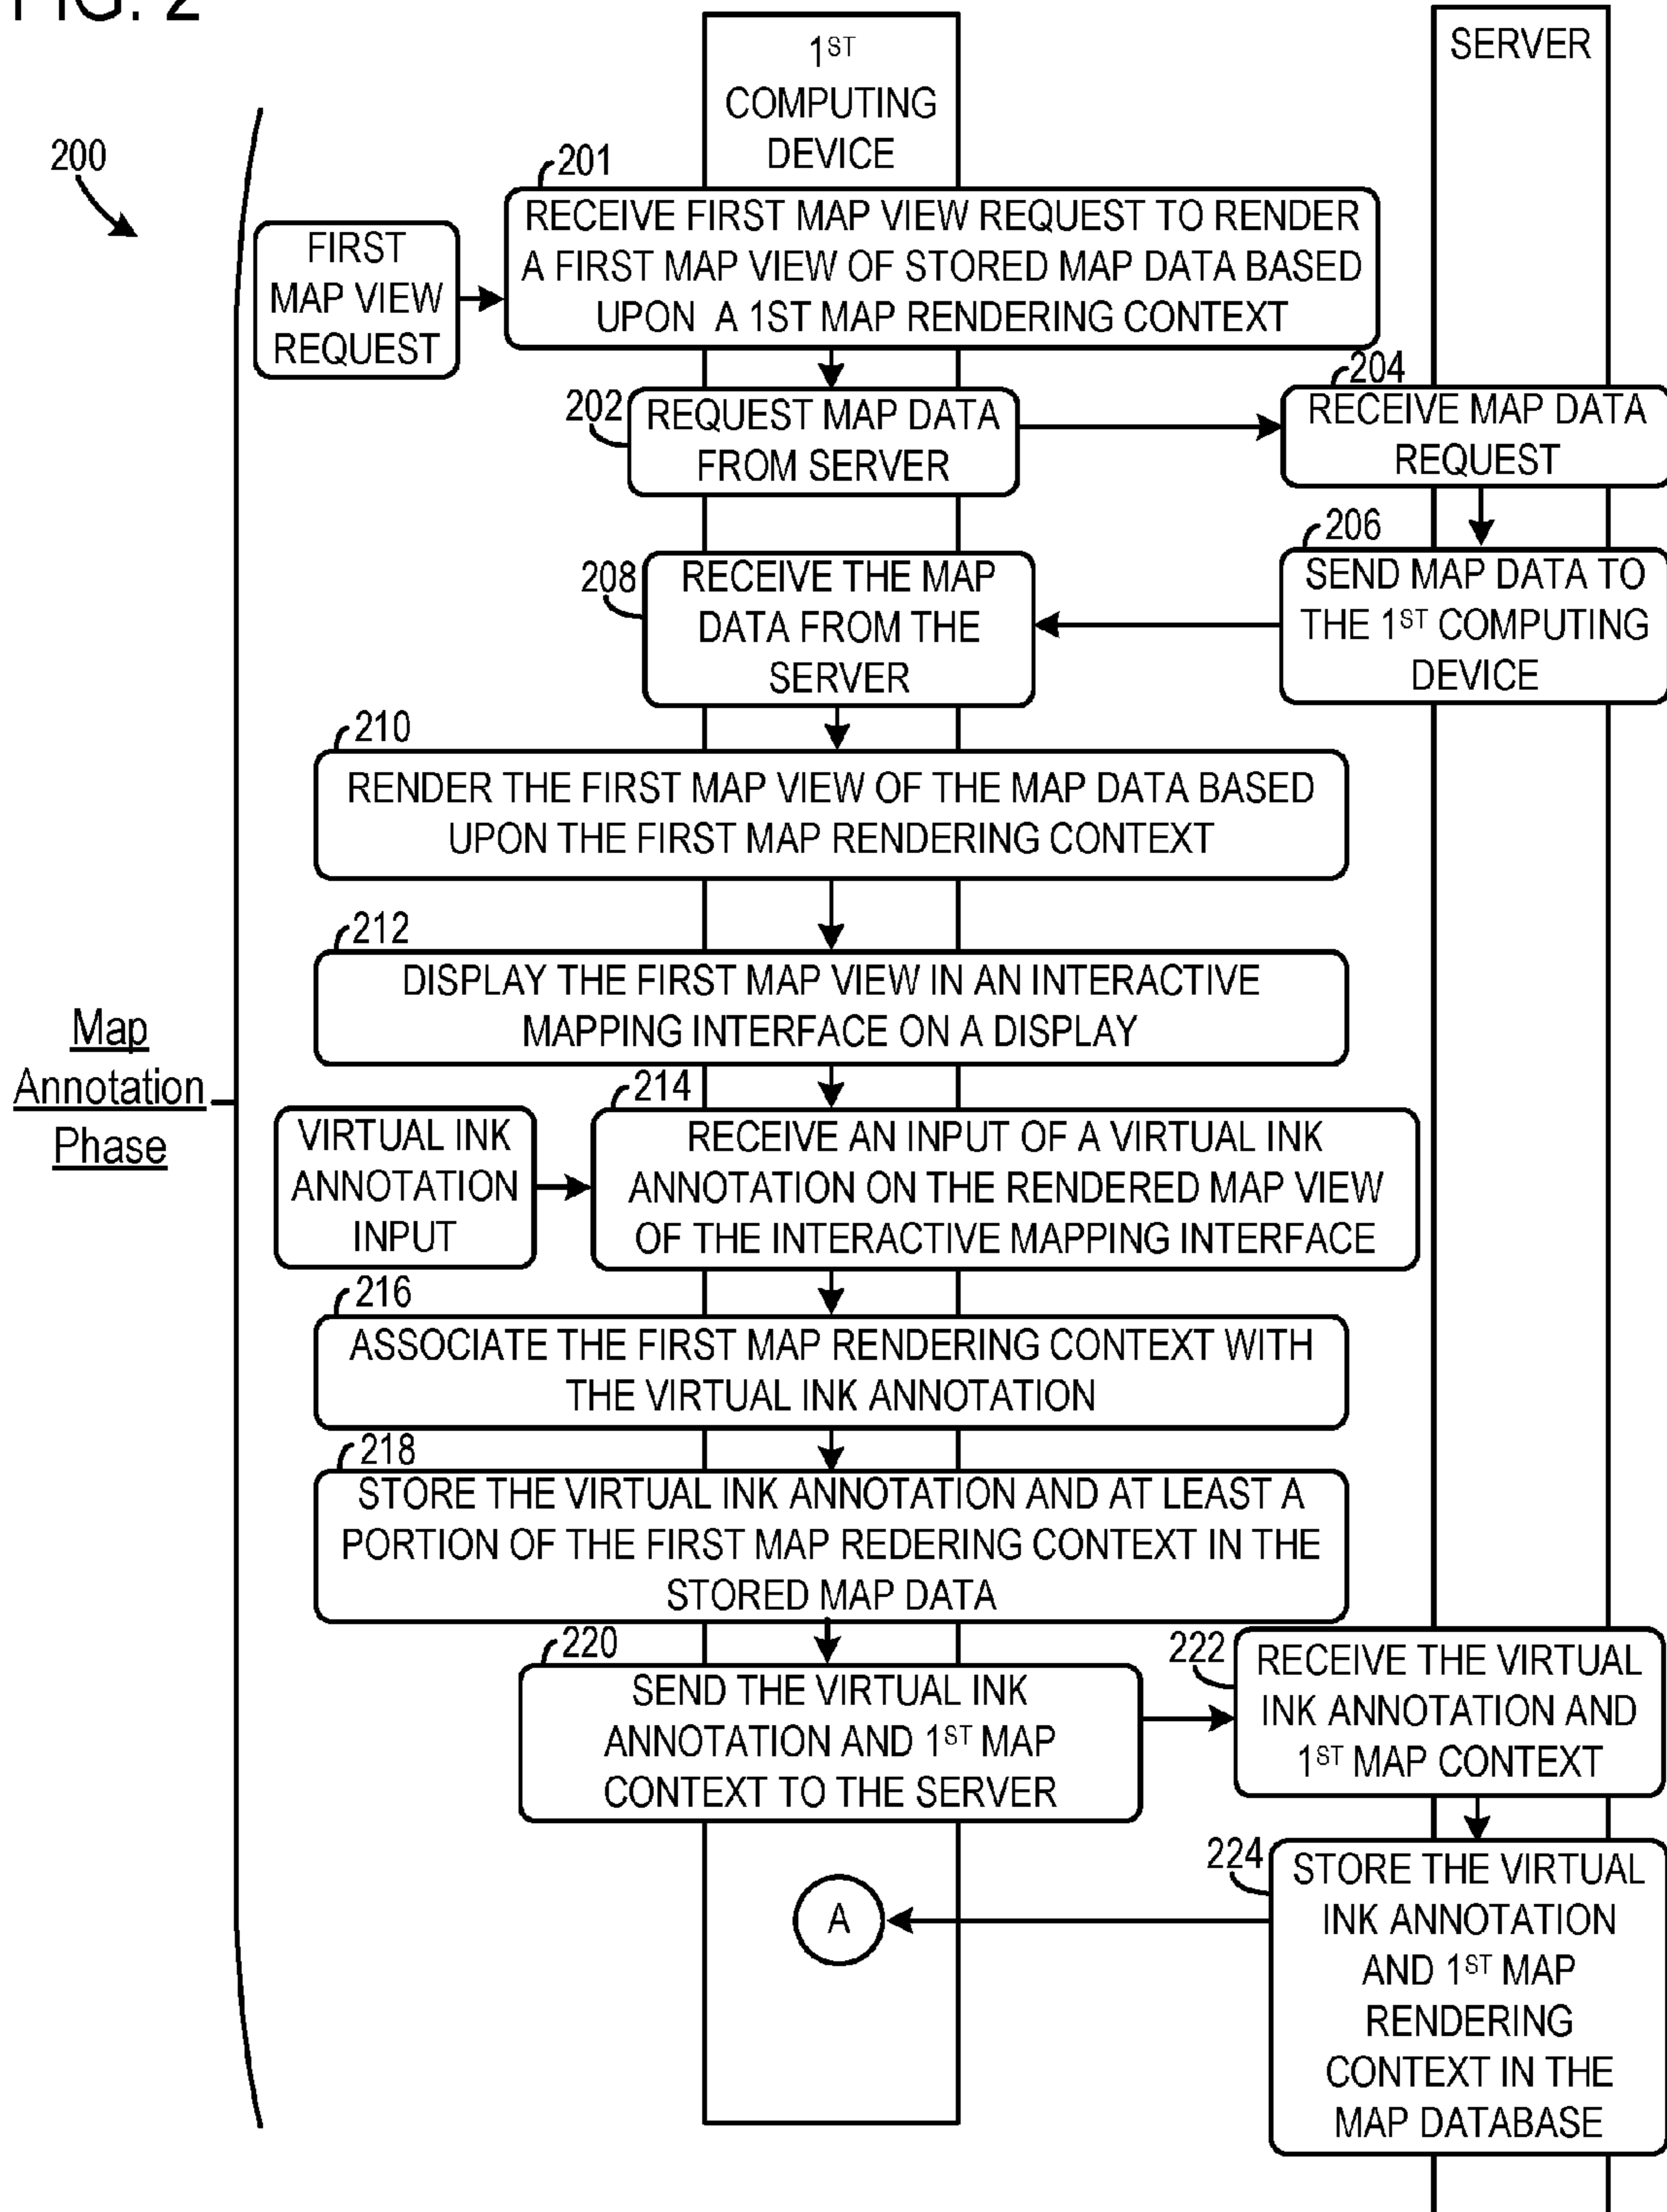 FIG. 2
1ST
COMPUTING
DEVICE
SERVER
200
201
FIRST
MAP VIEW
REQUEST
RECEIVE FIRST MAP VIEW REQUEST TO RENDER
A FIRST MAP VIEW OF STORED MAP DATA BASED
UPON A 1ST MAP RENDERING CONTEXT
202
REQUEST MAP DATA
FROM SERVER
204
RECEIVE MAP DATA
REQUEST
206
SEND MAP DATA TO
THE 1ST COMPUTING
DEVICE
208
RECEIVE THE MAP
DATA FROM THE
SERVER
210
RENDER THE FIRST MAP VIEW OF THE MAP DATA BASED
UPON THE FIRST MAP RENDERING CONTEXT
212
DISPLAY THE FIRST MAP VIEW IN AN INTERACTIVE
MAPPING INTERFACE ON A DISPLAY
Map
Annotation
Phase
214
VIRTUAL INK
ANNOTATION
INPUT
RECEIVE AN INPUT OF A VIRTUAL INK
ANNOTATION ON THE RENDERED MAP VIEW
OF THE INTERACTIVE MAPPING INTERFACE
216
ASSOCIATE THE FIRST MAP RENDERING CONTEXT WITH
THE VIRTUAL INK ANNOTATION
218
STORE THE VIRTUAL INK ANNOTATION AND AT LEAST A
PORTION OF THE FIRST MAP REDERING CONTEXT IN THE
STORED MAP DATA
220
SEND THE VIRTUAL INK
ANNOTATION AND 1ST MAP
CONTEXT TO THE SERVER
222
RECEIVE THE VIRTUAL
INK ANNOTATION AND
1ST MAP CONTEXT
224
STORE THE VIRTUAL
INK ANNOTATION
AND 1ST MAP
RENDERING
CONTEXT IN THE
MAP DATABASE
A